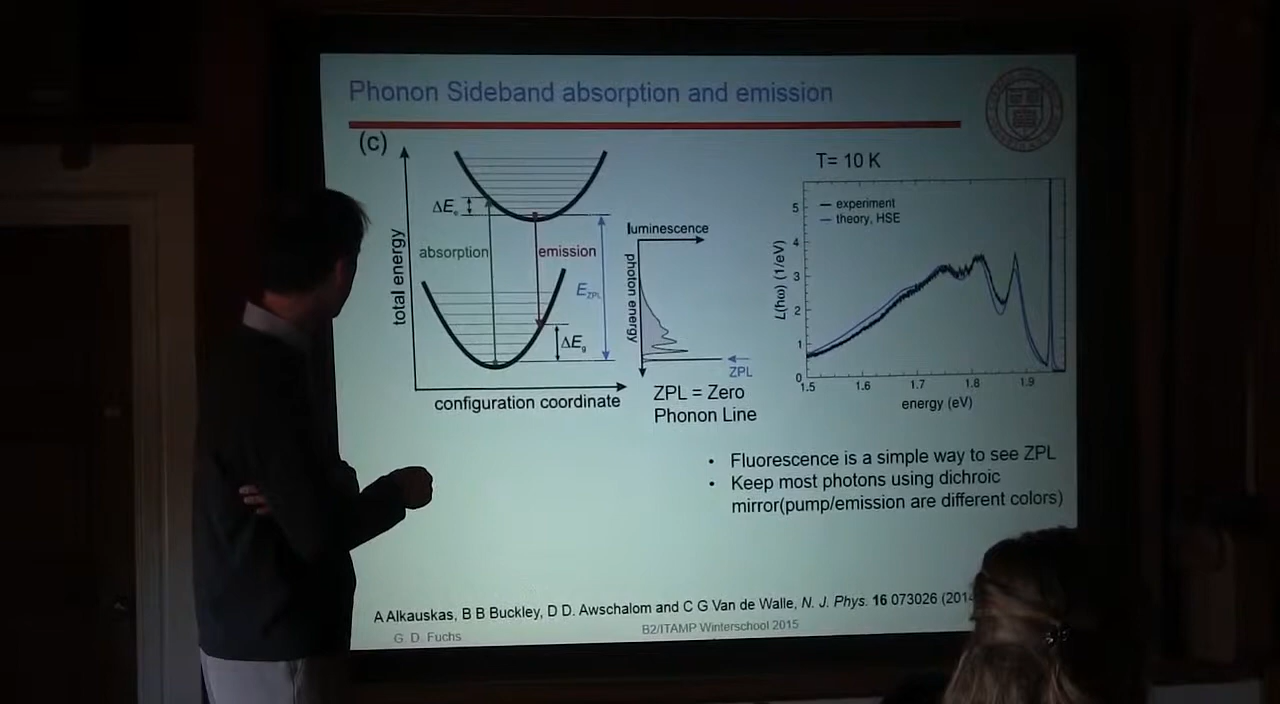 Phonon Sideband absorption and emission
(c)
total energy
ΔE
absorption
emission
E ZPL
ΔE g
configuration coordinate
luminescence
photon energy
ZPL
ZPL = Zero
Phonon Line
T= 10 K
experiment
theory, HSE
L(ħω) (1/eV)
5
4
3
2
1
0
1.5 1.6 1.7 1.8 1.9
energy (eV)
• Fluorescence is a simple way to see ZPL
• Keep most photons using dichroic
mirror(pump/emission are different colors)
A Alkauskas, B B Buckley, D D. Awschalom and C G Van de Walle, N. J. Phys. 16 073026 (201
G. D. Fuchs
B2/ITAMP Winterschool 2015